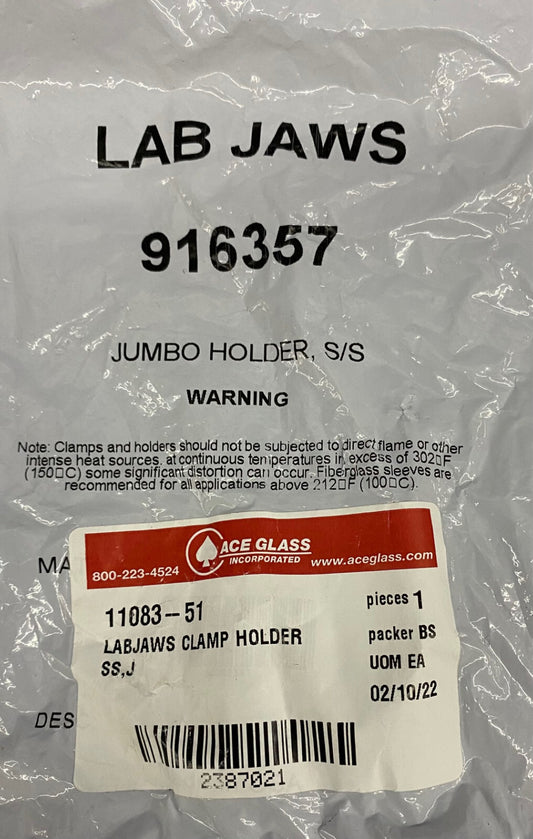 LAB JAWS
916357
JUMBO HOLDER, S/S
WARNING
Note: Clamps and holders should not be subjected to direct flame or other
intense heat sources. at continuous temperatures in excess of 302□F
(150□C) some significant distortion can occur. Fiberglass sleeves are
recommended for all applications above 212□F (100□C).
MA
800-223-4524 ACE GLASS INCORPORATED www.aceglass.com
11083-51 pieces 1
LABJAWS CLAMP HOLDER packer BS
SS,J UOM EA
02/10/22
DES
2387021